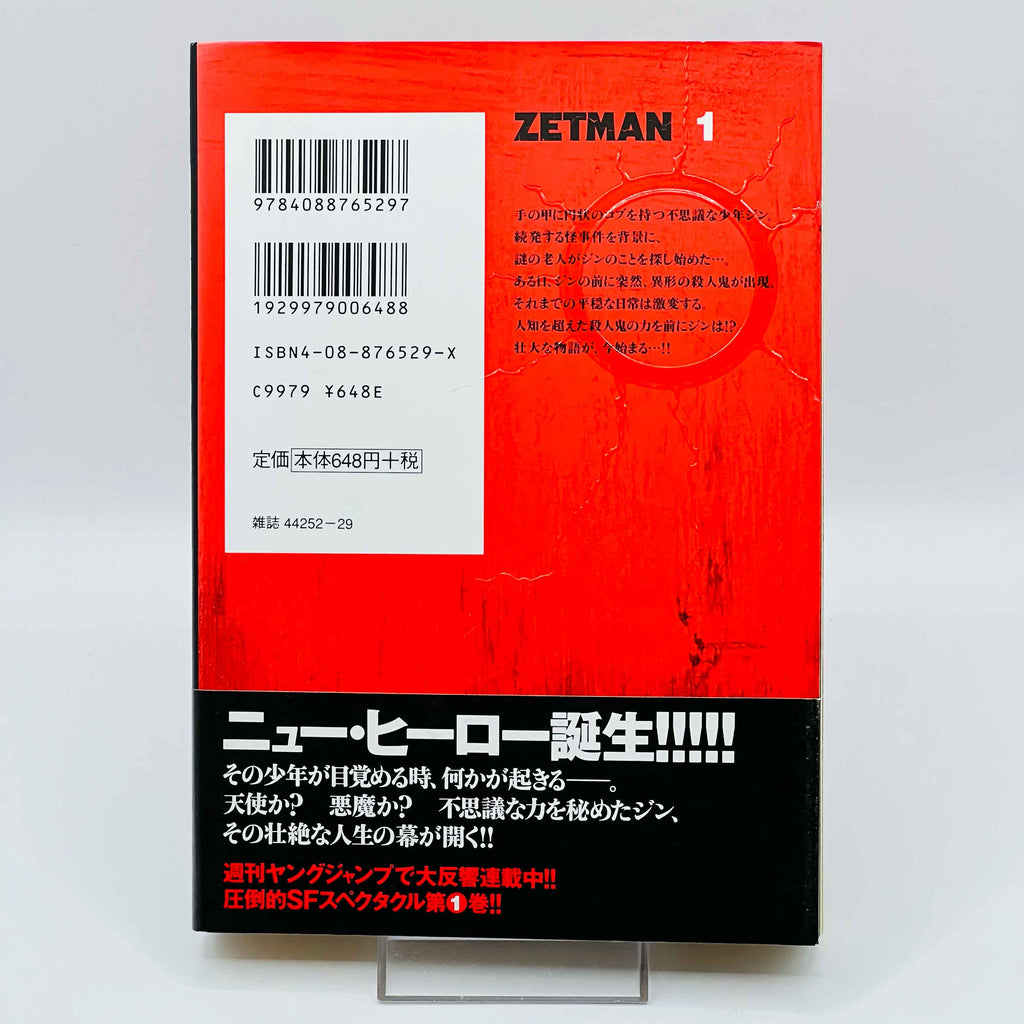 9784088765297
1929979006488
ISBN4-08-876529-X
C9979 ¥648E
定価 本体648円+税
雑誌 44252-29
ZETMAN 1
手の甲に円状のコブを持つ不思議な少年ジン。
続発する怪事件を背景に、
謎の老人がジンのことを探し始めた…。
ある日、ジンの前に突然、異形の殺人鬼が出現。
それまでの平穏な日常は激変する。
人知を超えた殺人鬼の力を前にジンは!?
壮大な物語が、今始まる…!!
ニュー・ヒーロー誕生!!!!!
その少年が目覚める時、何かが起きる——。
天使か? 悪魔か? 不思議な力を秘めたジン、
その壮絶な人生の幕が開く!!
週刊ヤングジャンプで大反響連載中!!
圧倒的SFスペクタクル第1巻!!